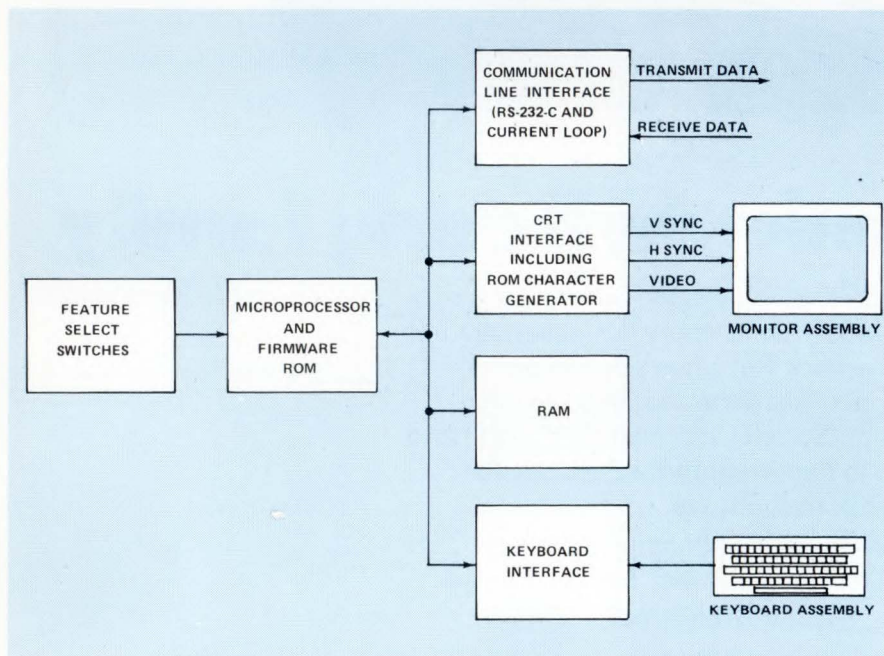 COMMUNICATION
LINE INTERFACE
(RS-232-C AND
CURRENT LOOP)
TRANSMIT DATA
RECEIVE DATA
CRT
INTERFACE
INCLUDING
ROM CHARACTER
GENERATOR
V SYNC
H SYNC
VIDEO
MONITOR ASSEMBLY
FEATURE
SELECT
SWITCHES
MICROPROCESSOR
AND
FIRMWARE
ROM
RAM
KEYBOARD
INTERFACE
KEYBOARD ASSEMBLY